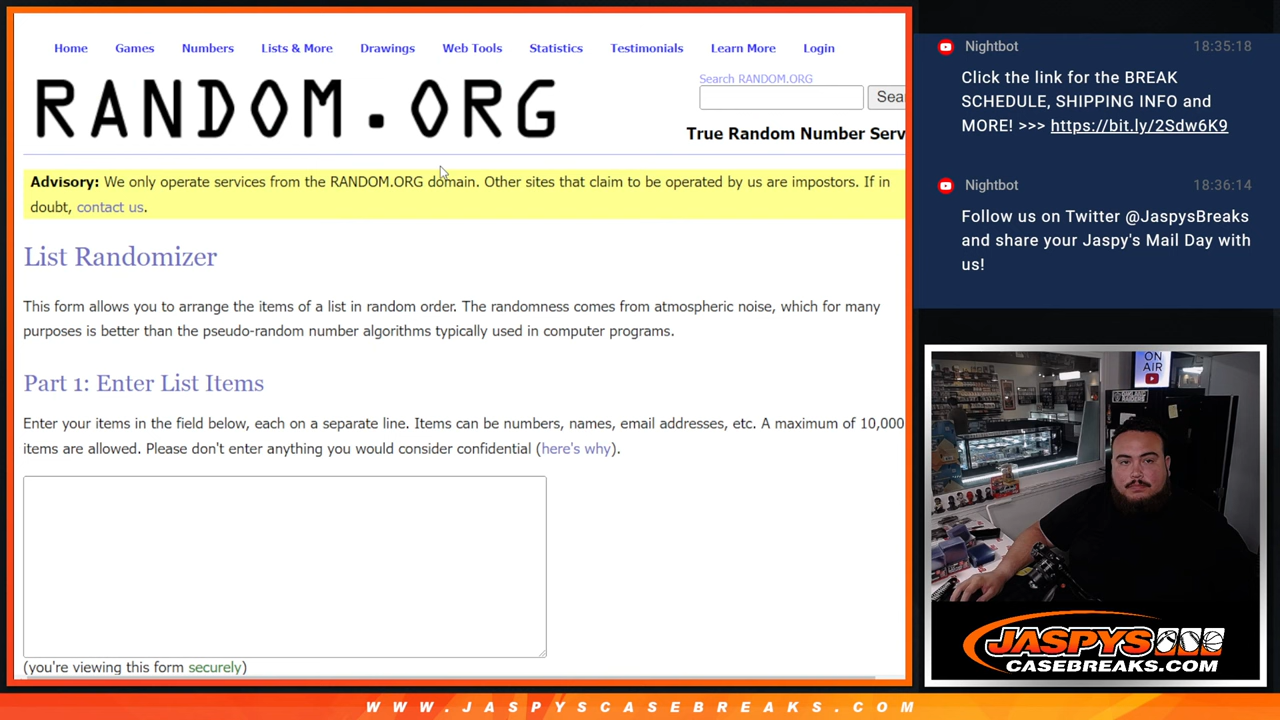 Home Games Numbers Lists & More Drawings Web Tools Statistics Testimonials Learn More Login
RANDOM.ORG
Search RANDOM.ORG
Sea
True Random Number Serv
Advisory: We only operate services from the RANDOM.ORG domain. Other sites that claim to be operated by us are impostors. If in
doubt, contact us.
List Randomizer
This form allows you to arrange the items of a list in random order. The randomness comes from atmospheric noise, which for many
purposes is better than the pseudo-random number algorithms typically used in computer programs.
Part 1: Enter List Items
Enter your items in the field below, each on a separate line. Items can be numbers, names, email addresses, etc. A maximum of 10,000
items are allowed. Please don't enter anything you would consider confidential (here's why).
(you're viewing this form securely)
Nightbot 18:35:18
Click the link for the BREAK
SCHEDULE, SHIPPING INFO and
MORE! >>> https://bit.ly/2Sdw6K9
Nightbot 18:36:14
Follow us on Twitter @JaspysBreaks
and share your Jaspy's Mail Day with
us!
ON
AIR
JASPYS
CASEBREAKS.COM
WWW.JASPYSCASEBREAKS.COM